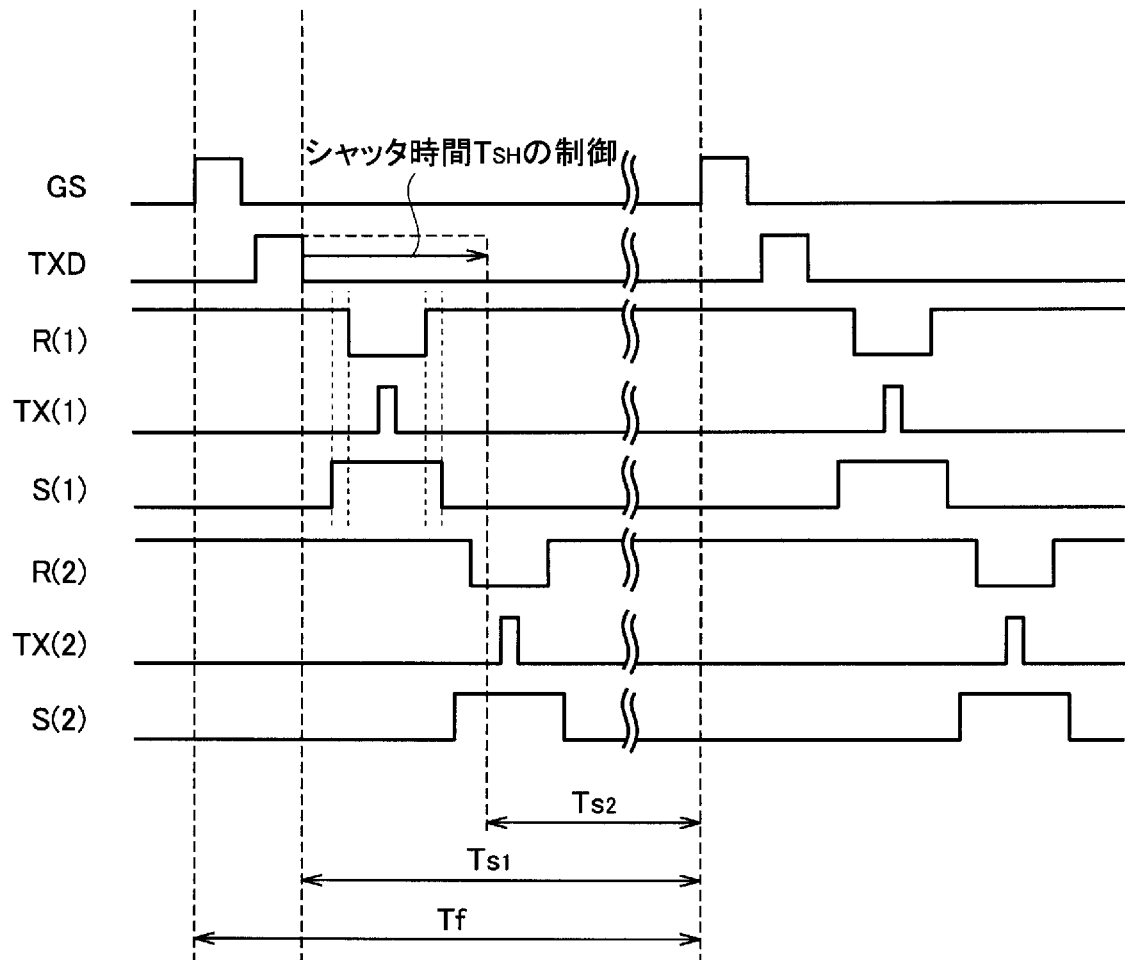 シャッタ時間TSHの制御
GS
TXD
R(1)
TX(1)
S(1)
R(2)
TX(2)
S(2)
Ts2
Ts1
Tf